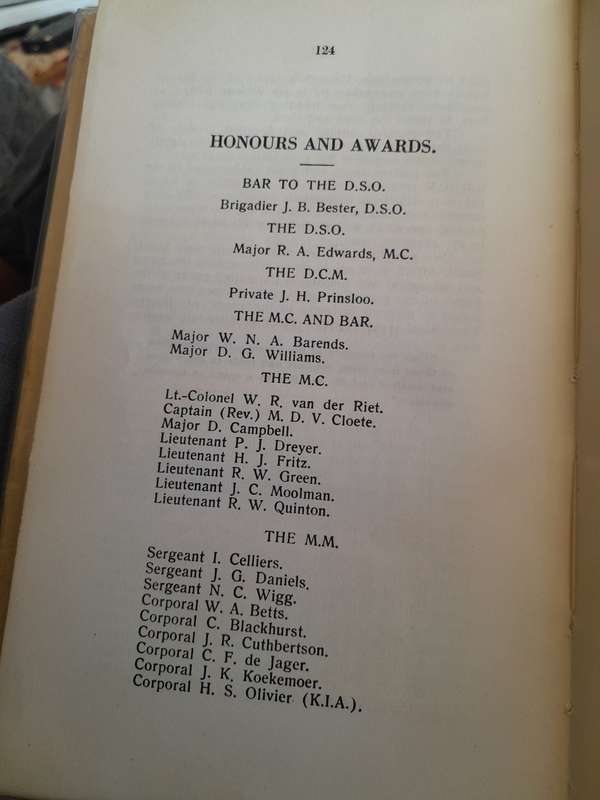 124
HONOURS AND AWARDS.
BAR TO THE D.S.O.
Brigadier J. B. Bester, D.S.O.
THE D.S.O.
Major R. A. Edwards, M.C.
THE D.C.M.
Private J. H. Prinsloo.
THE M.C. AND BAR.
Major W. N. A. Barends.
Major D. G. Williams.
THE M.C.
Lt.-Colonel W. R. van der Riet.
Captain (Rev.) M. D. V. Cloete.
Major D. Campbell.
Lieutenant P. J. Dreyer.
Lieutenant H. J. Fritz.
Lieutenant R. W. Green.
Lieutenant J. C. Moolman.
Lieutenant R. W. Quinton.
THE M.M.
Sergeant I. Celliers.
Sergeant J. G. Daniels.
Sergeant N. C. Wigg.
Corporal W. A. Betts.
Corporal C. Blackhurst.
Corporal J. R. Cuthbertson.
Corporal C. F. de Jager.
Corporal J. K. Koekemoer.
Corporal H. S. Olivier (K.I.A.).